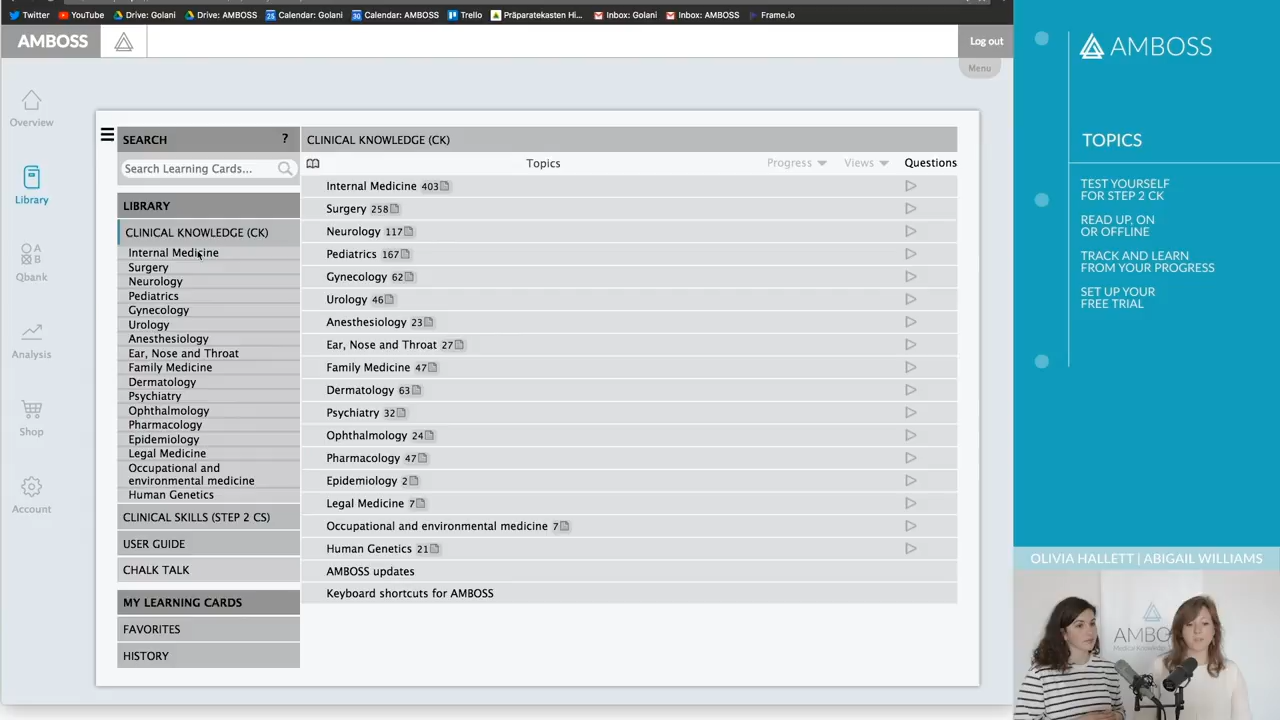 Twitter YouTube Drive: Golani Drive: AMBOSS Calendar: Golani Calendar: AMBOSS Trello Präparatekasten Hi... Inbox: Golani Inbox: AMBOSS Frame.io
AMBOSS
Log out
Menu
Overview
Library
Qbank
Analysis
Shop
Account
SEARCH ?
Search Learning Cards...
LIBRARY
CLINICAL KNOWLEDGE (CK)
Internal Medicine
Surgery
Neurology
Pediatrics
Gynecology
Urology
Anesthesiology
Ear, Nose and Throat
Family Medicine
Dermatology
Psychiatry
Ophthalmology
Pharmacology
Epidemiology
Legal Medicine
Occupational and
environmental medicine
Human Genetics
CLINICAL SKILLS (STEP 2 CS)
USER GUIDE
CHALK TALK
MY LEARNING CARDS
FAVORITES
HISTORY
CLINICAL KNOWLEDGE (CK)
Topics Progress Views Questions
Internal Medicine 403
Surgery 258
Neurology 117
Pediatrics 167
Gynecology 62
Urology 46
Anesthesiology 23
Ear, Nose and Throat 27
Family Medicine 47
Dermatology 63
Psychiatry 32
Ophthalmology 24
Pharmacology 47
Epidemiology 2
Legal Medicine 7
Occupational and environmental medicine 7
Human Genetics 21
AMBOSS updates
Keyboard shortcuts for AMBOSS
AMBOSS
TOPICS
TEST YOURSELF
FOR STEP 2 CK
READ UP, ON
OR OFFLINE
TRACK AND LEARN
FROM YOUR PROGRESS
SET UP YOUR
FREE TRIAL
OLIVIA HALLETT | ABIGAIL WILLIAMS